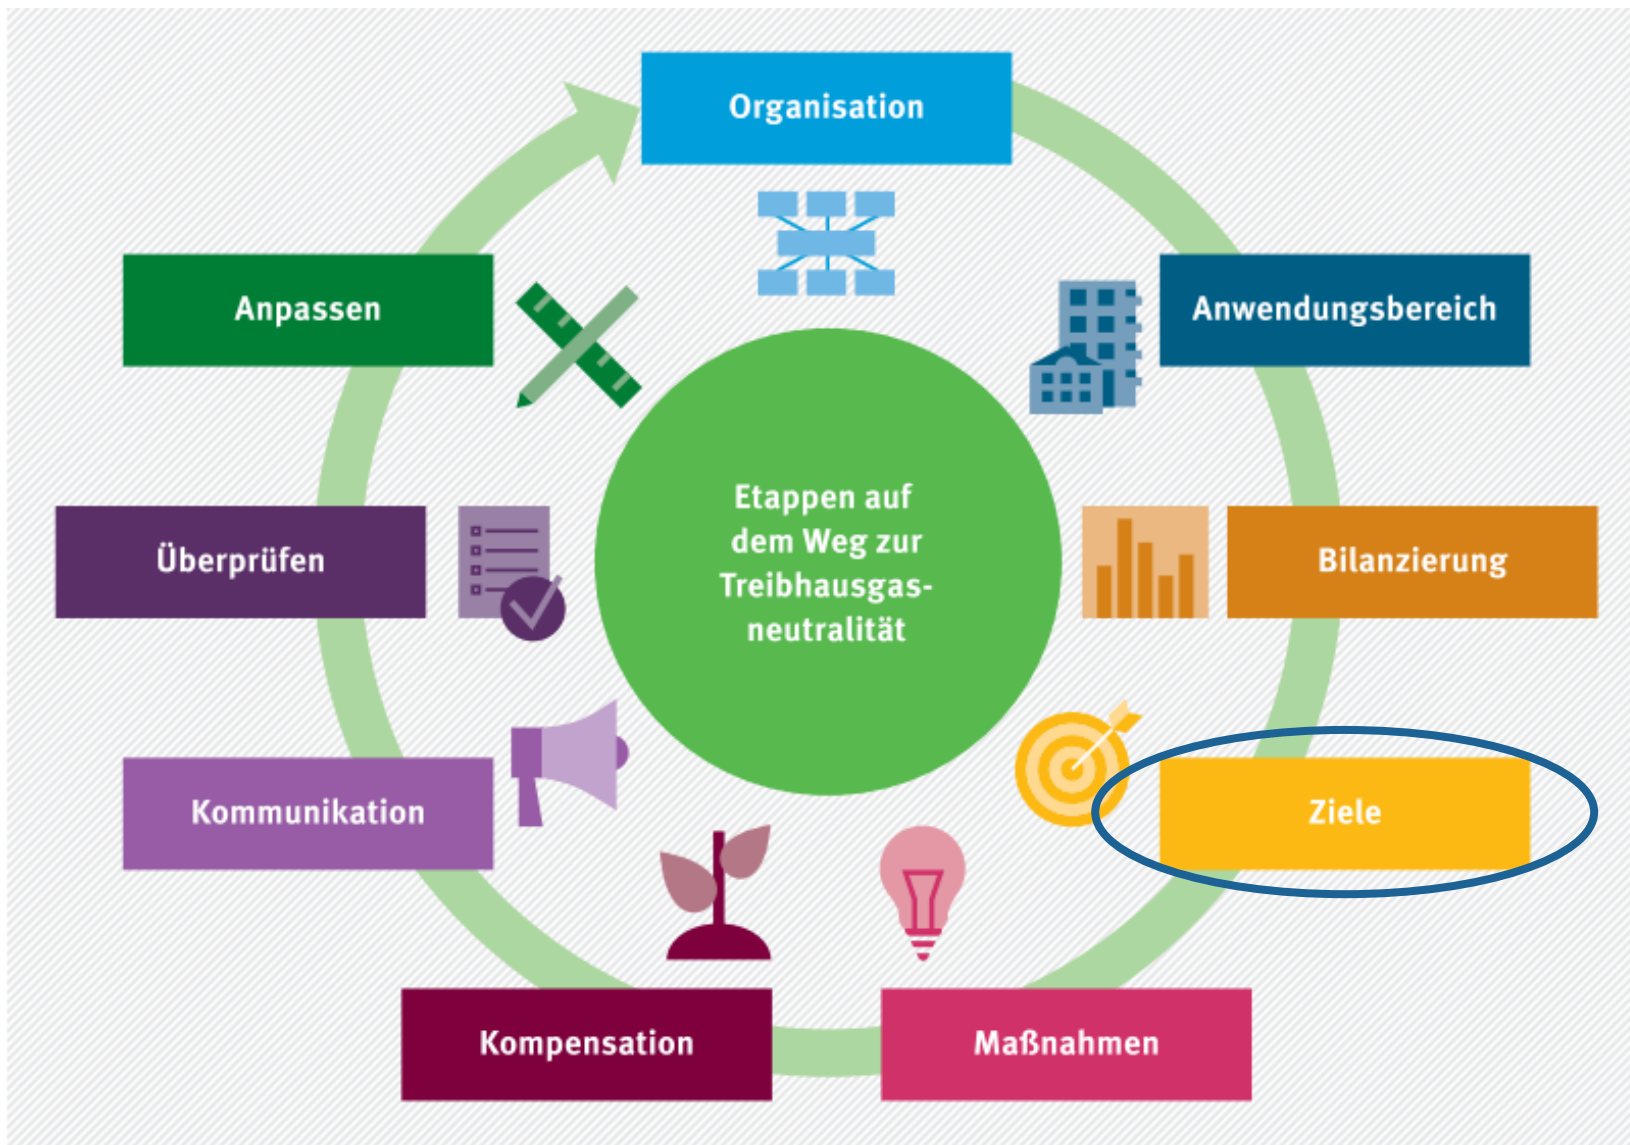 Organisation
Anwendungsbereich
Bilanzierung
Ziele
Maßnahmen
Kompensation
Kommunikation
Überprüfen
Anpassen
Etappen auf
dem Weg zur
Treibhausgas-
neutralität